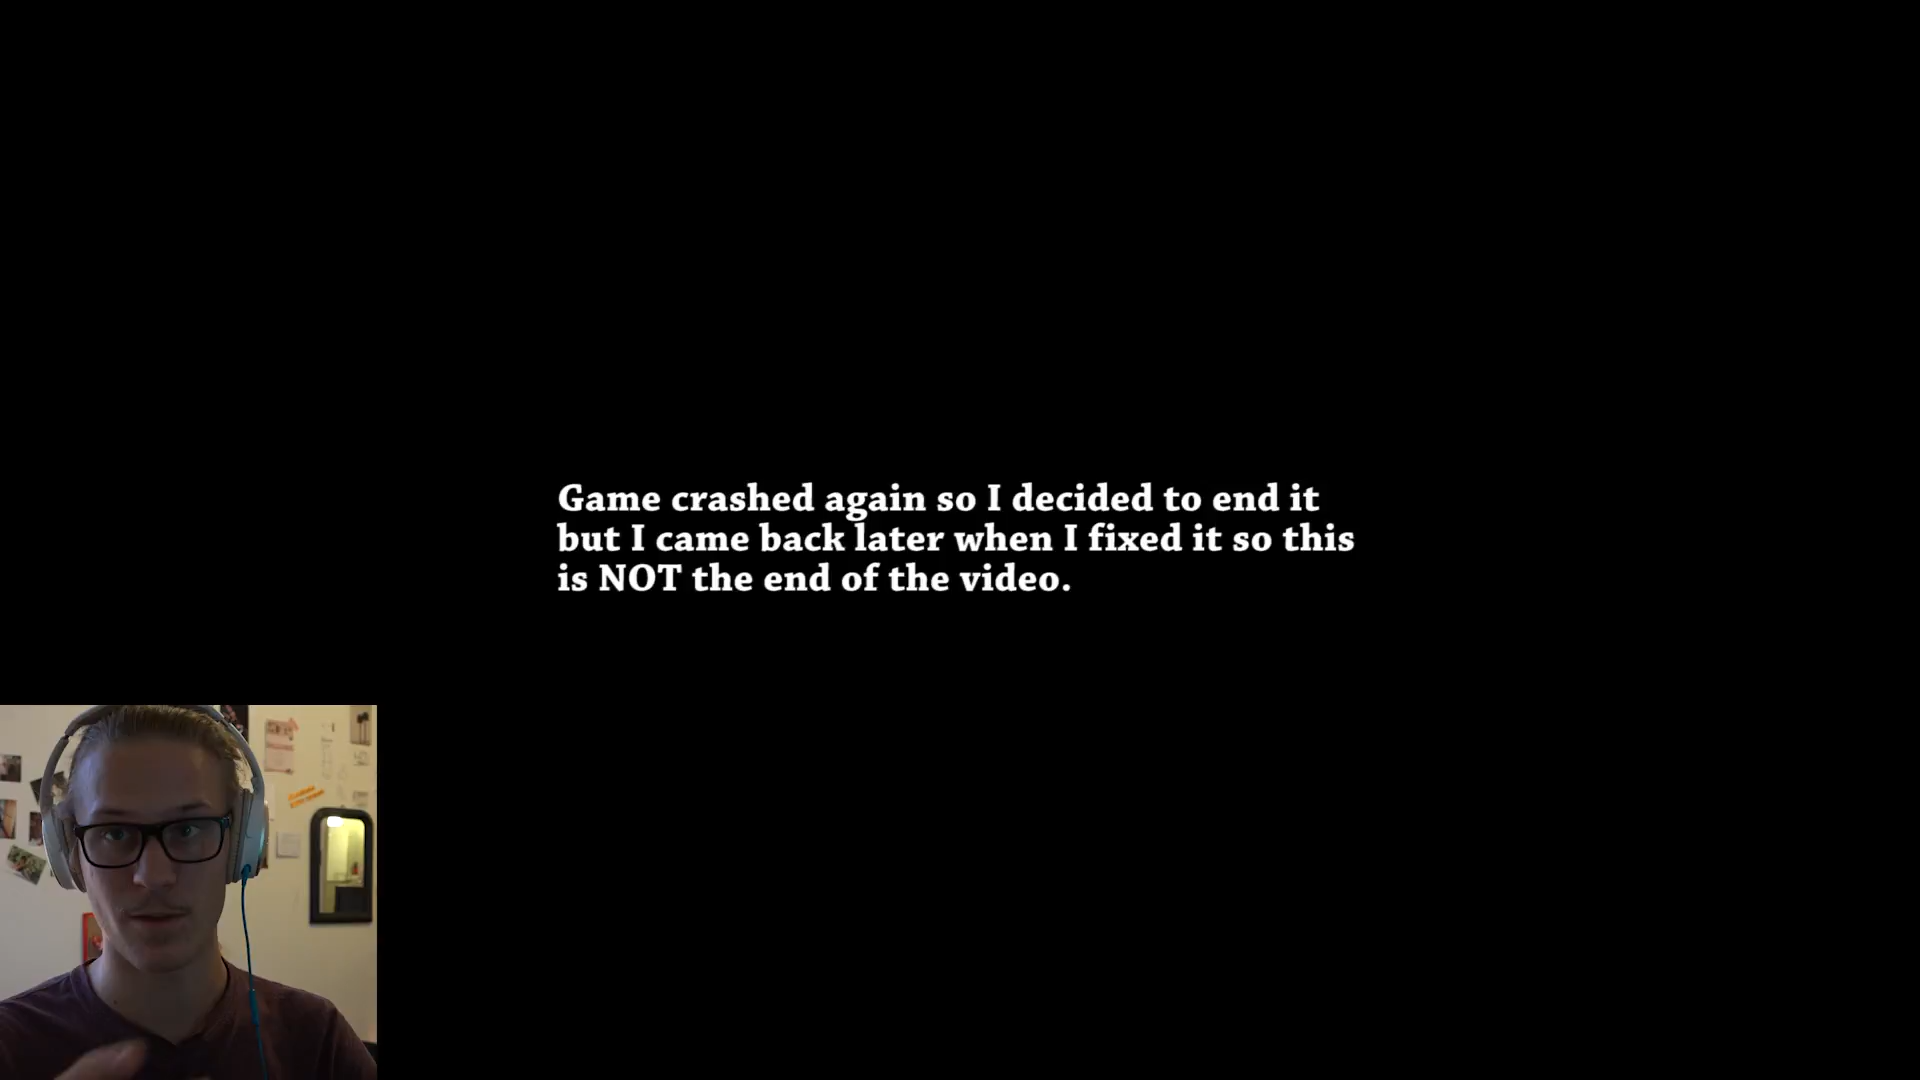 Game crashed again so I decided to end it
but I came back later when I fixed it so this
is NOT the end of the video.